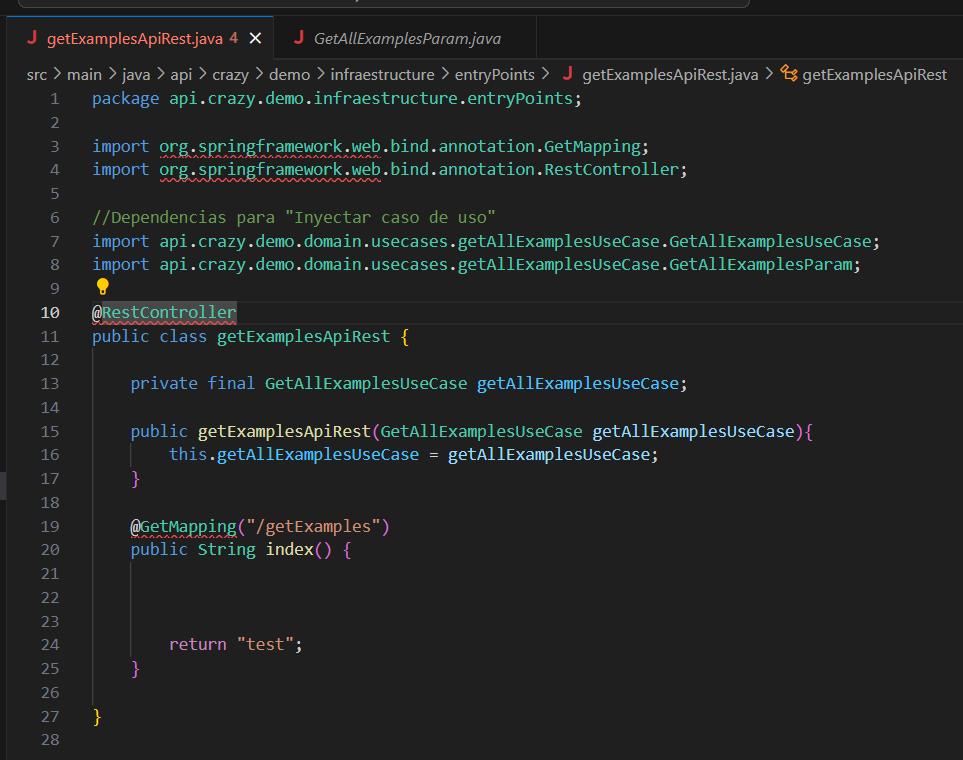 J getExamplesApiRest.java 4 ✕ J GetAllExamplesParam.java
src > main > java > api > crazy > demo > infraestructure > entryPoints > J getExamplesApiRest.java > getExamplesApiRest
1 package api.crazy.demo.infraestructure.entryPoints;
2
3 import org.springframework.web.bind.annotation.GetMapping;
4 import org.springframework.web.bind.annotation.RestController;
5
6 //Dependencias para "Inyectar caso de uso"
7 import api.crazy.demo.domain.usecases.getAllExamplesUseCase.GetAllExamplesUseCase;
8 import api.crazy.demo.domain.usecases.getAllExamplesUseCase.GetAllExamplesParam;
9
10 @RestController
11 public class getExamplesApiRest {
12
13 private final GetAllExamplesUseCase getAllExamplesUseCase;
14
15 public getExamplesApiRest(GetAllExamplesUseCase getAllExamplesUseCase){
16 this.getAllExamplesUseCase = getAllExamplesUseCase;
17 }
18
19 @GetMapping("/getExamples")
20 public String index() {
21
22
23
24 return "test";
25 }
26
27 }
28